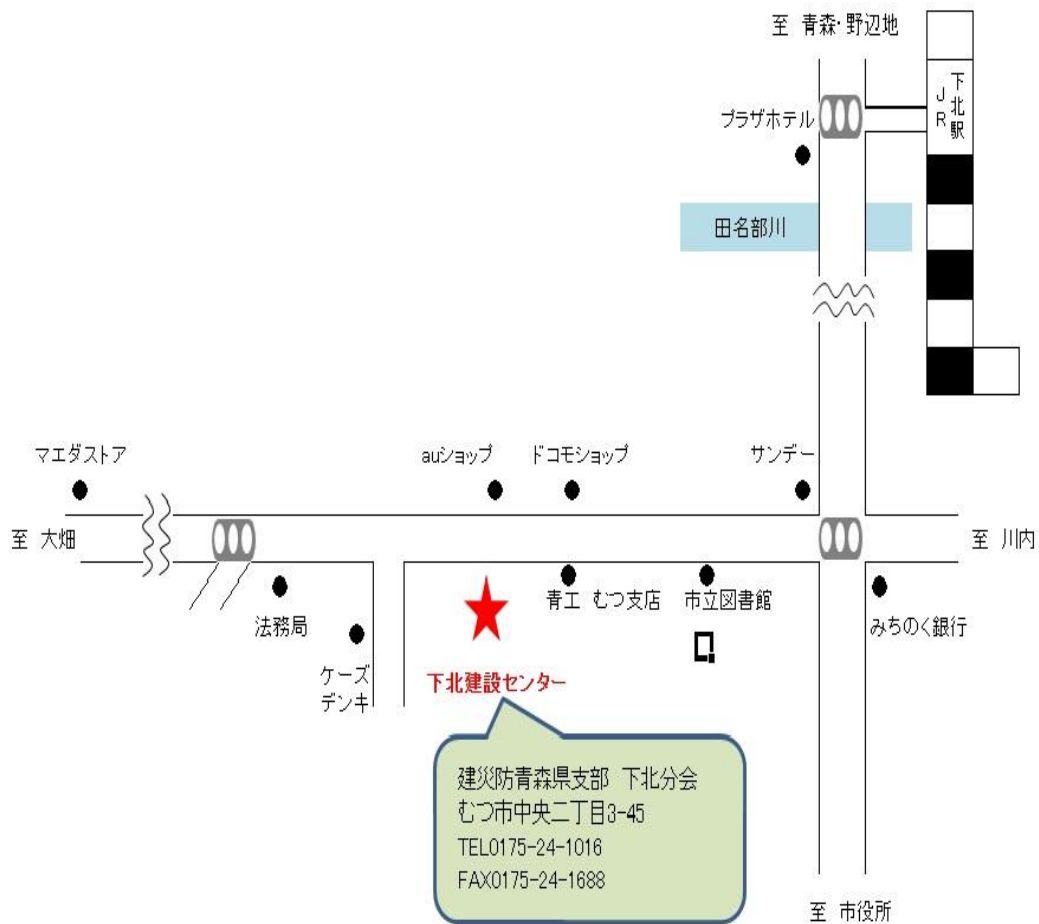 至 青森・野辺地
下北駅
JR
プラザホテル
田名部川
マエダストア
auショップ
ドコモショップ
サンデー
至 大畑
至 川内
法務局
青工 むつ支店
市立図書館
みちのく銀行
ケーズ
デンキ
下北建設センター
建災防青森県支部 下北分会
むつ市中央二丁目3-45
TEL0175-24-1016
FAX0175-24-1688
至 市役所